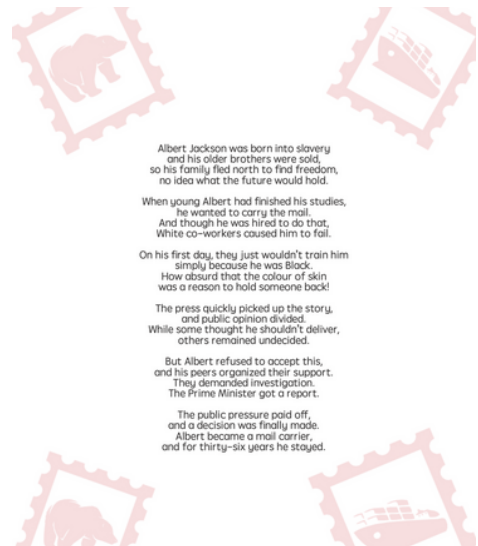 Albert Jackson was born into slavery
and his older brothers were sold,
so his family fled north to find freedom,
no idea what the future would hold.
When young Albert had finished his studies,
he wanted to carry the mail.
And though he was hired to do that,
White co-workers caused him to fail.
On his first day, they just wouldn't train him
simply because he was Black.
How absurd that the colour of skin
was a reason to hold someone back!
The press quickly picked up the story,
and public opinion divided.
While some thought he shouldn't deliver,
others remained undecided.
But Albert refused to accept this,
and his peers organized their support.
They demanded investigation.
The Prime Minister got a report.
The public pressure paid off,
and a decision was finally made.
Albert became a mail carrier,
and for thirty-six years he stayed.